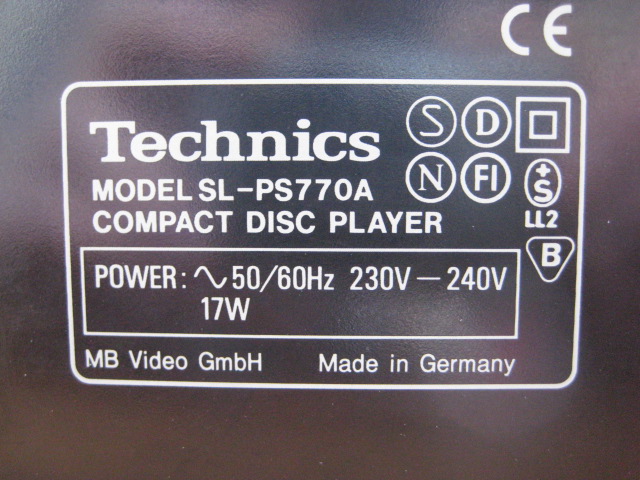 CE
Technics
S D
N FI
+S
LL2
B
MODEL SL-PS770A
COMPACT DISC PLAYER
POWER: ∿ 50/60Hz 230V — 240V
17W
MB Video GmbH Made in Germany